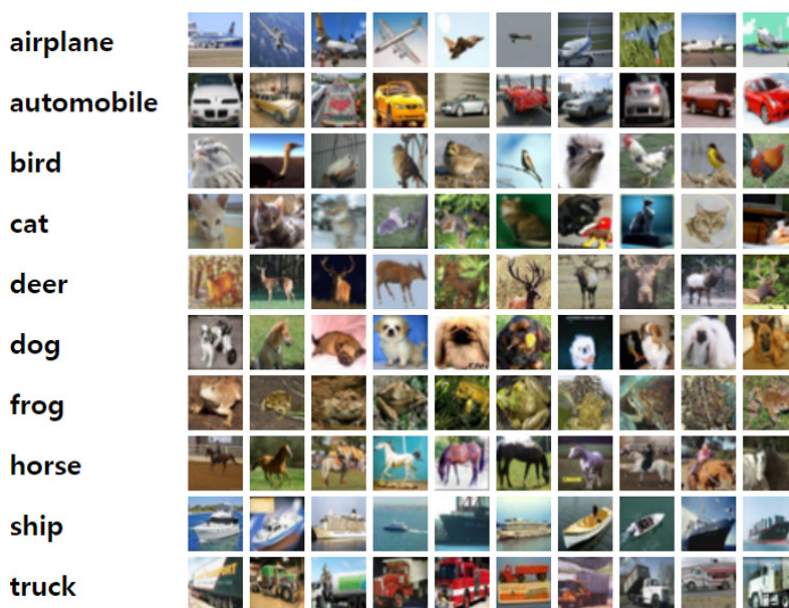 airplane
automobile
bird
cat
deer
dog
frog
horse
ship
truck